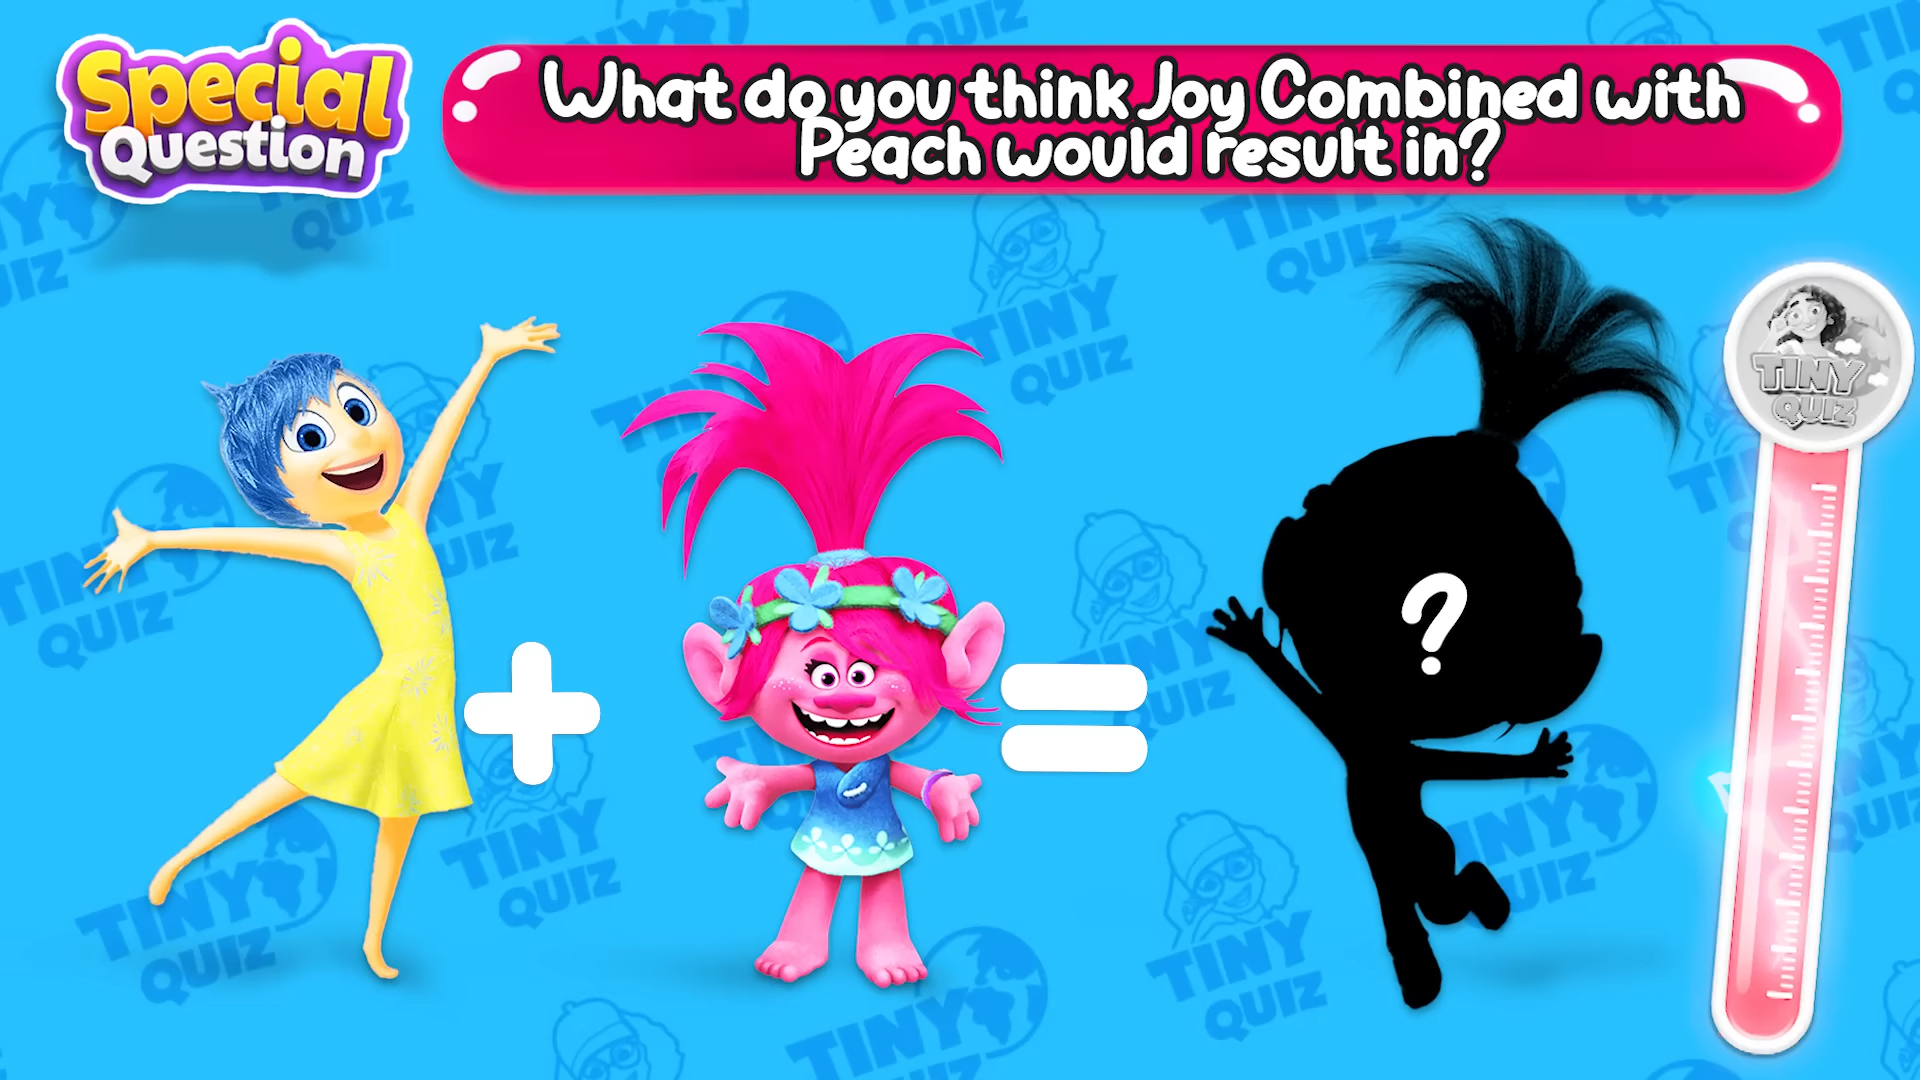 Special
Question
What do you think Joy Combined with
Peach would result in?
?
TINY
QUIZ